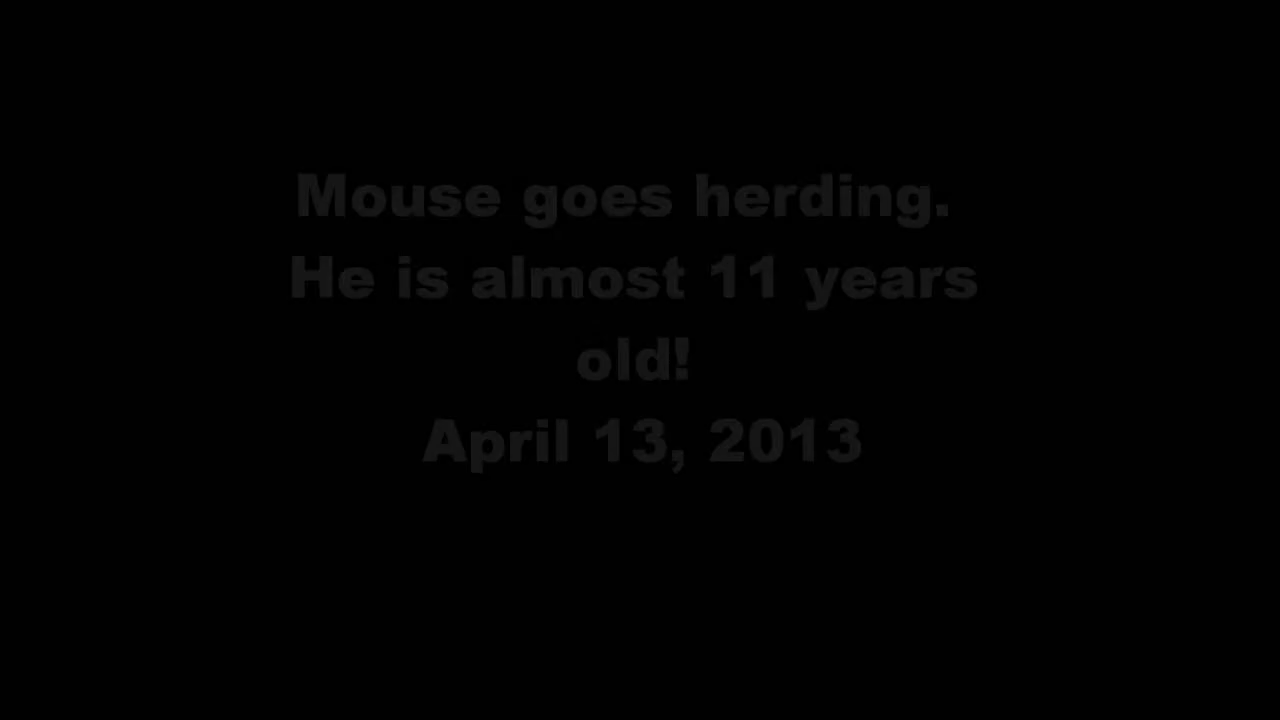 Mouse goes herding.
He is almost 11 years
old!
April 13, 2013